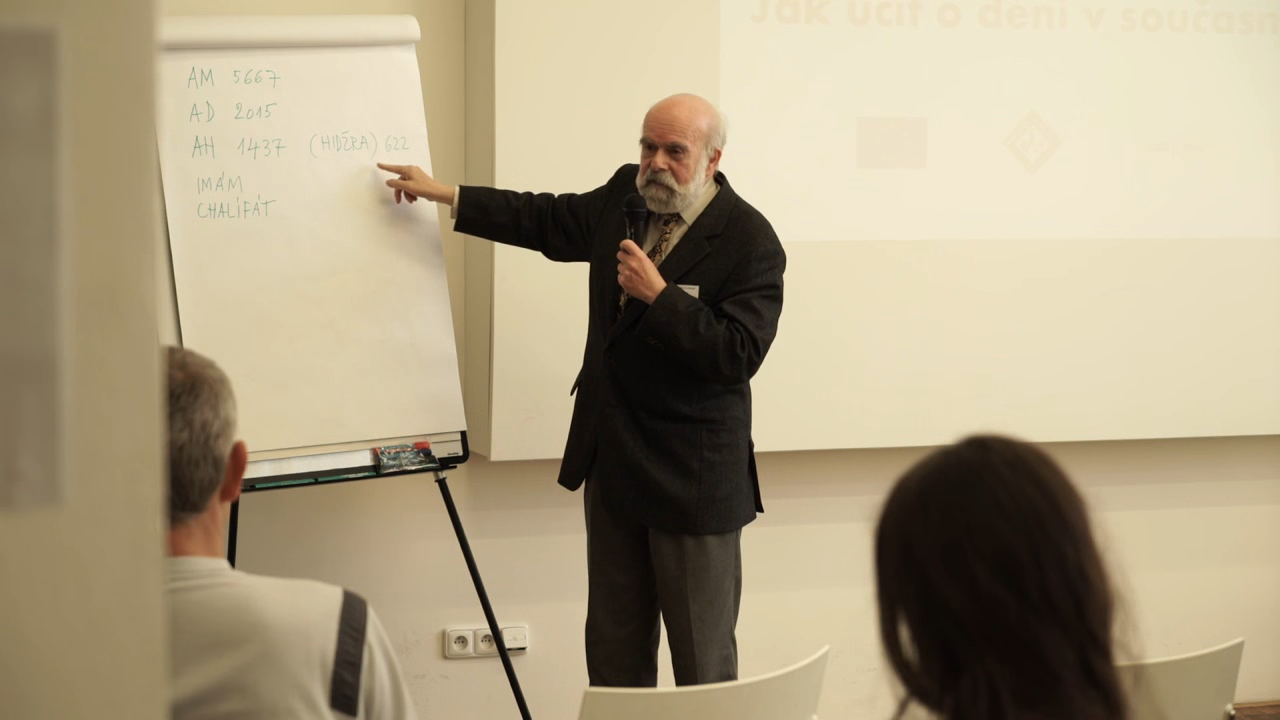 AM 5667
AD 2015
AH 1437 (HIDŽRA) 622
IMÁM
CHALÍFÁT
Jak učit o dění v současn